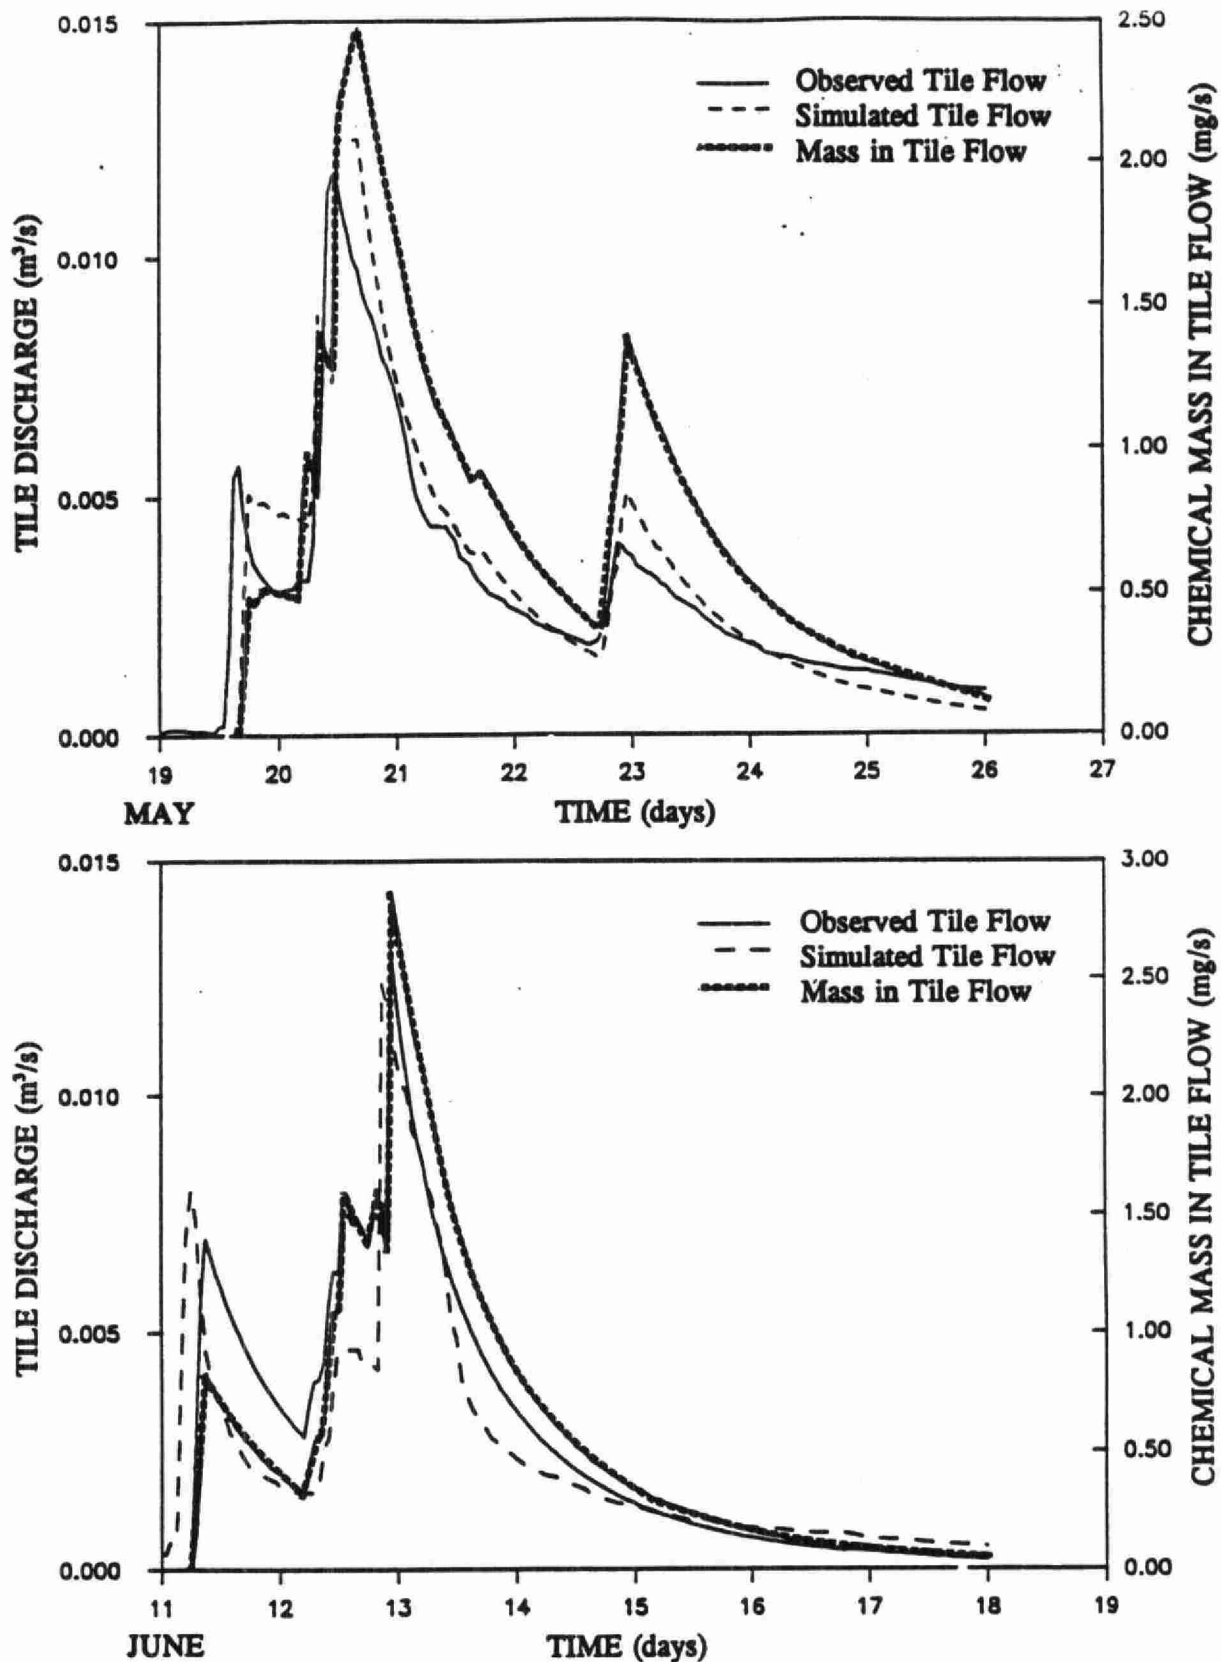 0.015
0.010
0.005
0.000
TILE DISCHARGE (m³/s)
2.50
2.00
1.50
1.00
0.50
0.00
CHEMICAL MASS IN TILE FLOW (mg/s)
Observed Tile Flow
Simulated Tile Flow
Mass in Tile Flow
19 20 21 22 23 24 25 26 27
MAY TIME (days)
0.015
0.010
0.005
0.000
TILE DISCHARGE (m³/s)
3.00
2.50
2.00
1.50
1.00
0.50
0.00
CHEMICAL MASS IN TILE FLOW (mg/s)
Observed Tile Flow
Simulated Tile Flow
Mass in Tile Flow
11 12 13 14 15 16 17 18 19
JUNE TIME (days)